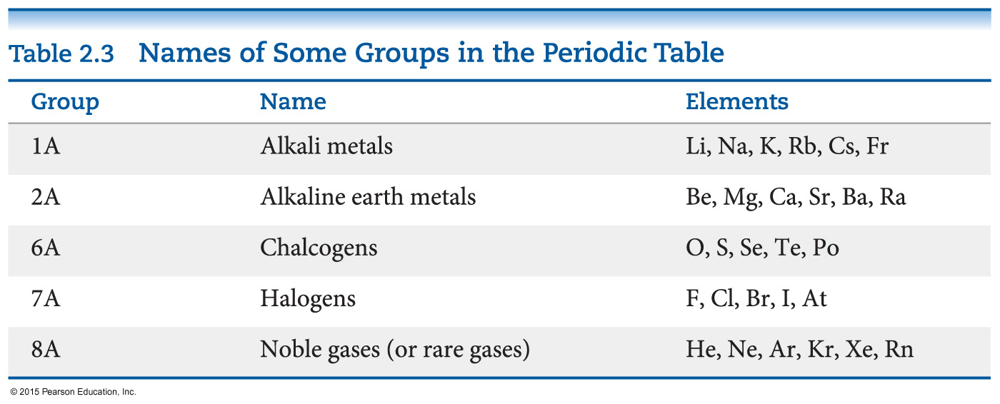 Table 2.3 Names of Some Groups in the Periodic Table
Group Name Elements
1A Alkali metals Li, Na, K, Rb, Cs, Fr
2A Alkaline earth metals Be, Mg, Ca, Sr, Ba, Ra
6A Chalcogens O, S, Se, Te, Po
7A Halogens F, Cl, Br, I, At
8A Noble gases (or rare gases) He, Ne, Ar, Kr, Xe, Rn
© 2015 Pearson Education, Inc.